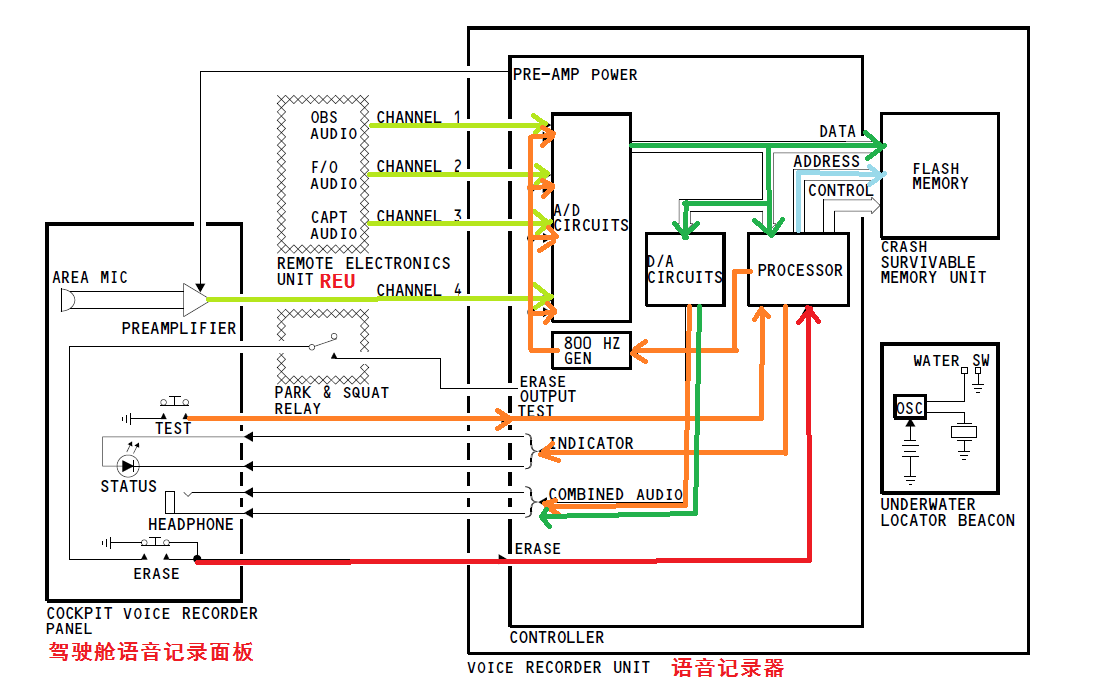 PRE-AMP POWER
OBS
AUDIO
F/O
AUDIO
CAPT
AUDIO
CHANNEL 1
CHANNEL 2
CHANNEL 3
CHANNEL 4
REMOTE ELECTRONICS
UNIT REU
AREA MIC
PREAMPLIFIER
A/D
CIRCUITS
DATA
ADDRESS
CONTROL
FLASH
MEMORY
CRASH
SURVIVABLE
MEMORY UNIT
D/A
CIRCUITS
PROCESSOR
800 HZ
GEN
PARK & SQUAT
RELAY
ERASE
OUTPUT
TEST
TEST
INDICATOR
STATUS
COMBINED AUDIO
HEADPHONE
ERASE
ERASE
WATER SW
OSC
UNDERWATER
LOCATOR BEACON
COCKPIT VOICE RECORDER
PANEL
驾驶舱语音记录面板
CONTROLLER
VOICE RECORDER UNIT 语音记录器